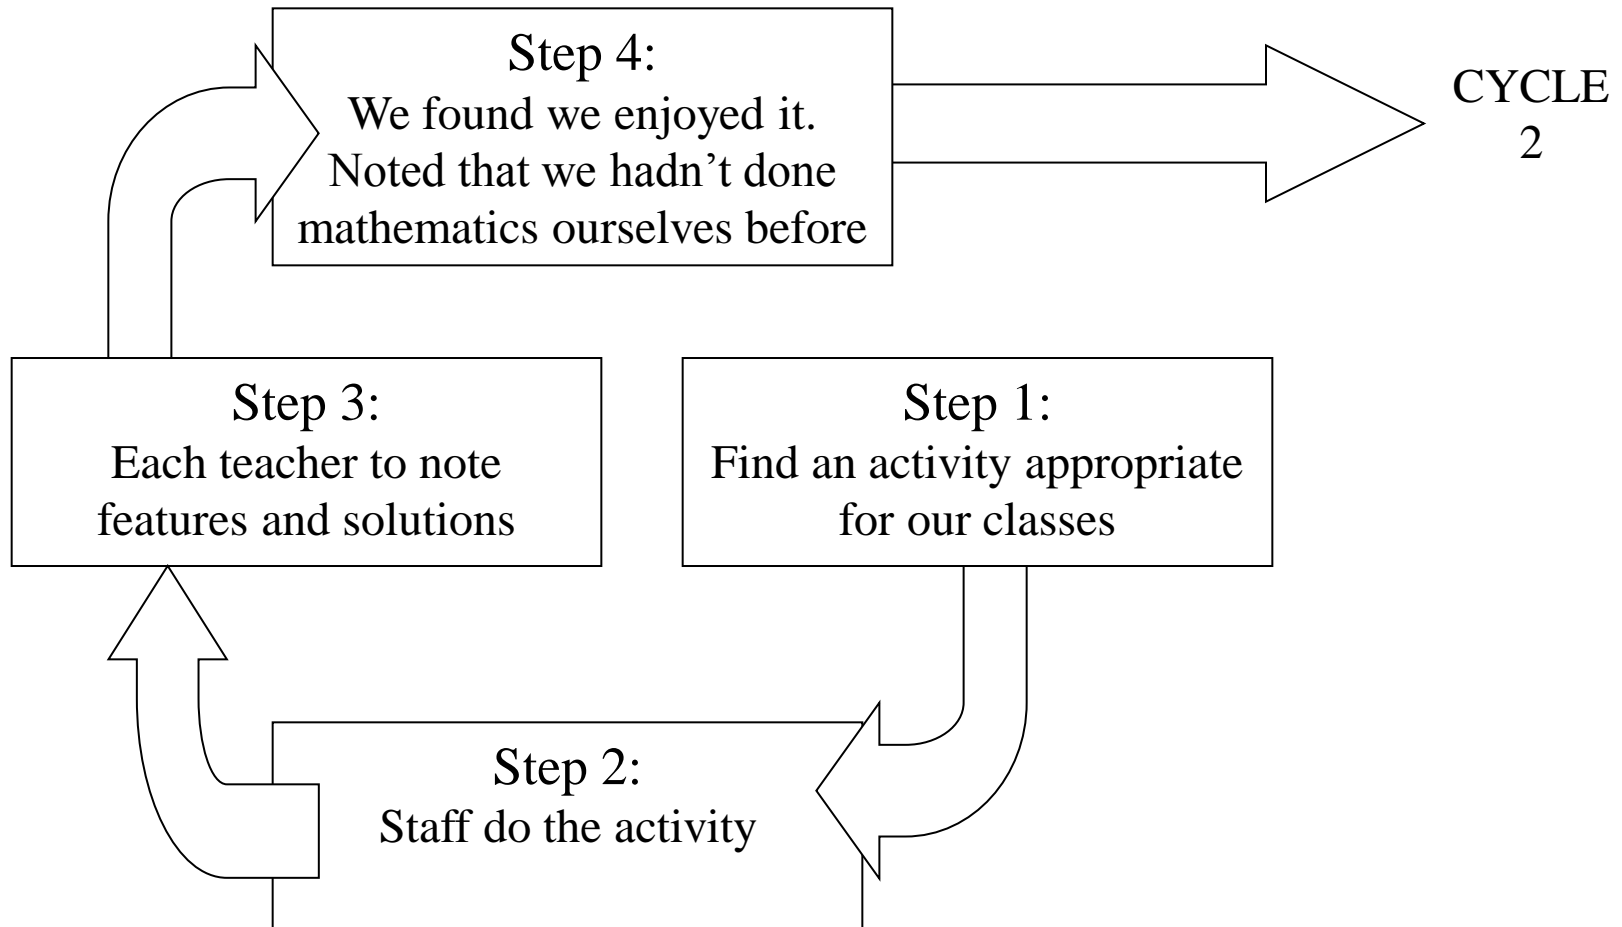 Step 4:
We found we enjoyed it.
Noted that we hadn’t done
mathematics ourselves before
CYCLE
2
Step 3:
Each teacher to note
features and solutions
Step 1:
Find an activity appropriate
for our classes
Step 2:
Staff do the activity